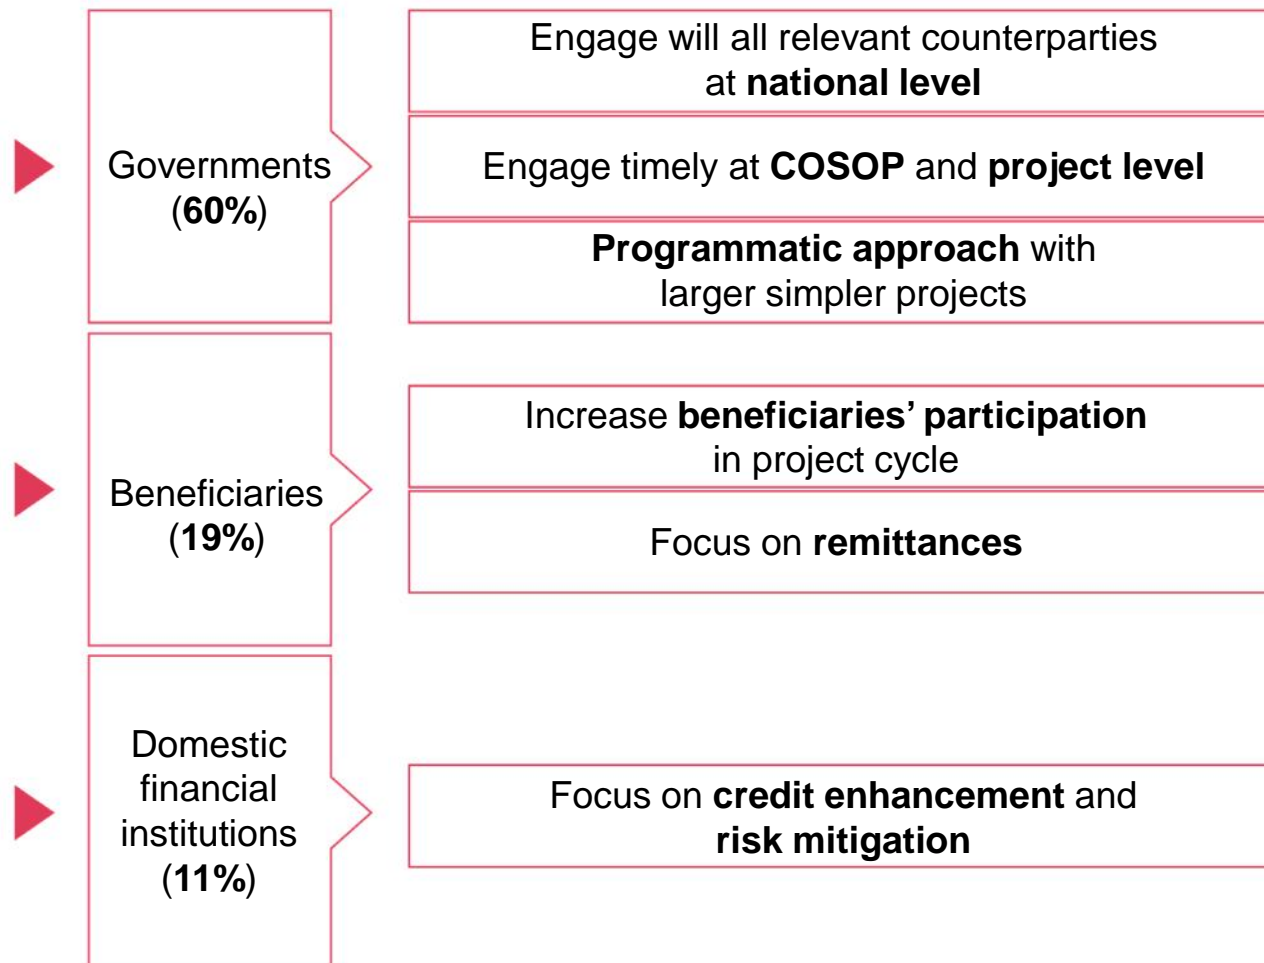 Governments
(60%)
Engage will all relevant counterparties
at national level
Engage timely at COSOP and project level
Programmatic approach with
larger simpler projects
Beneficiaries
(19%)
Increase beneficiaries’ participation
in project cycle
Focus on remittances
Domestic
financial
institutions
(11%)
Focus on credit enhancement and
risk mitigation